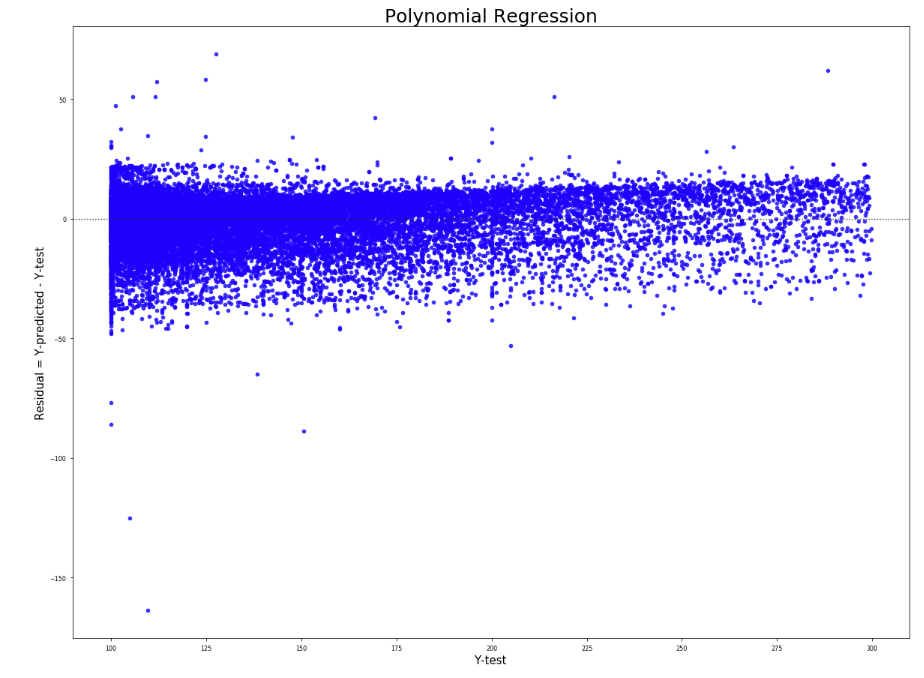 Polynomial Regression
Residual = Y-predicted - Y-test
50
0
−50
−100
−150
100 125 150 175 200 225 250 275 300
Y-test